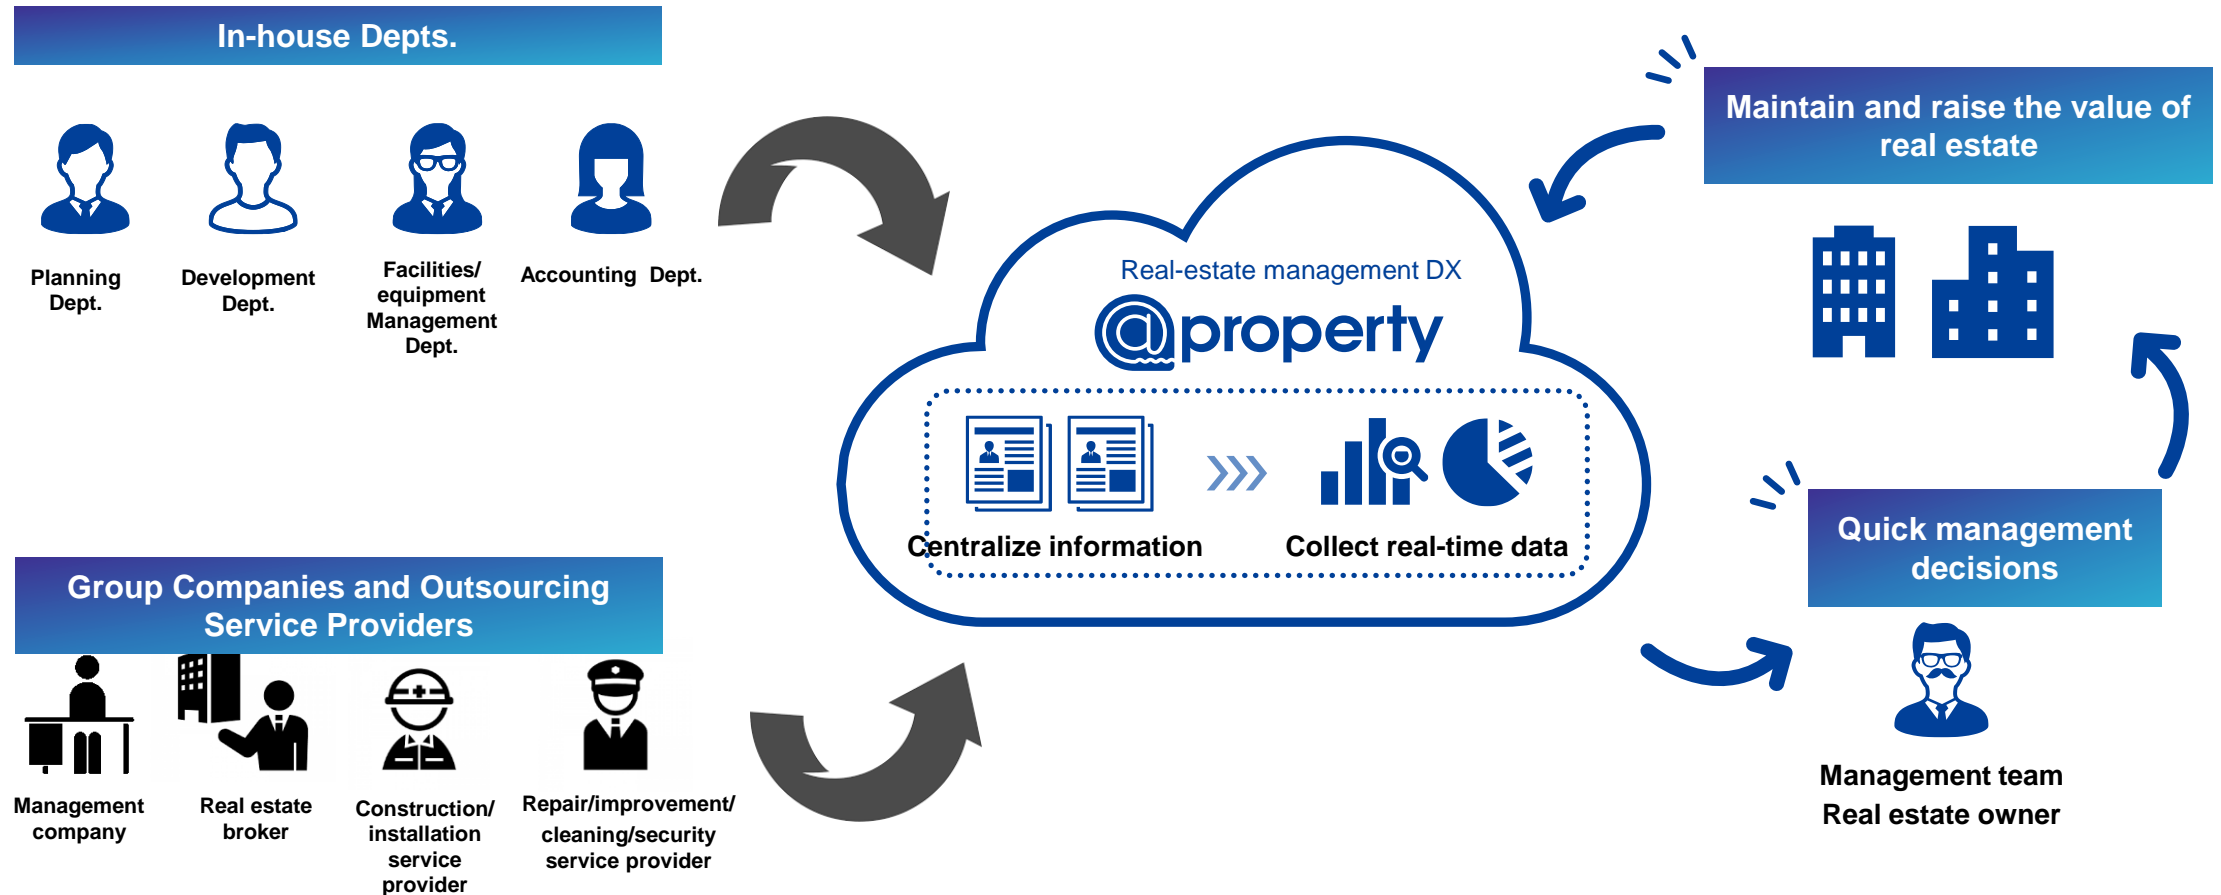 In-house Depts.
Planning
Dept.
Development
Dept.
Facilities/
equipment
Management
Dept.
Accounting Dept.
Group Companies and Outsourcing
Service Providers
Management
company
Real estate
broker
Construction/
installation
service
provider
Repair/improvement/
cleaning/security
service provider
Real-estate management DX
@property
Centralize information
Collect real-time data
Maintain and raise the value of
real estate
Quick management
decisions
Management team
Real estate owner